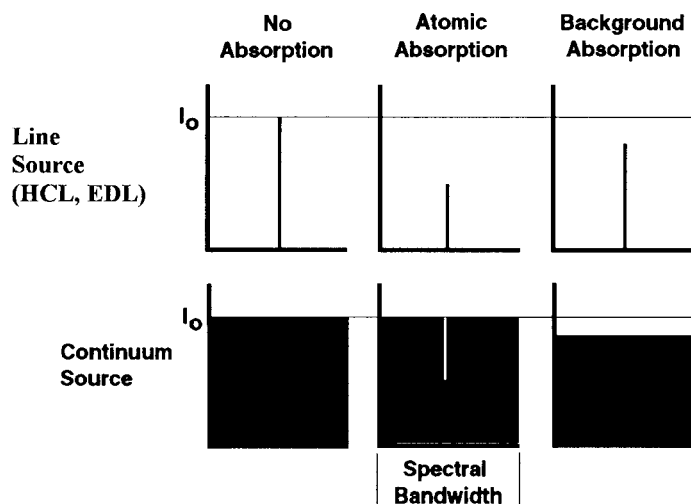 No Absorption
Atomic Absorption
Background Absorption
Line
Source
(HCL, EDL)
Io
Continuum
Source
Io
Spectral
Bandwidth